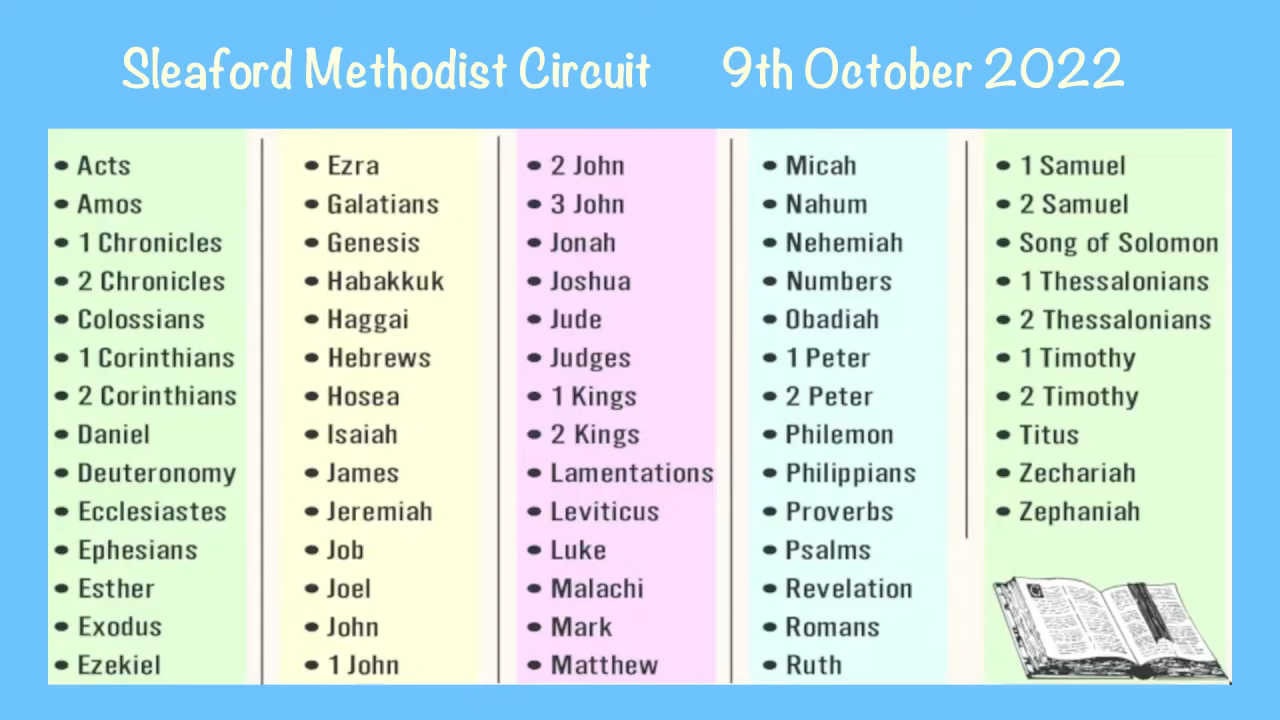 Sleaford Methodist Circuit 9th October 2022
• Acts
• Amos
• 1 Chronicles
• 2 Chronicles
• Colossians
• 1 Corinthians
• 2 Corinthians
• Daniel
• Deuteronomy
• Ecclesiastes
• Ephesians
• Esther
• Exodus
• Ezekiel
• Ezra
• Galatians
• Genesis
• Habakkuk
• Haggai
• Hebrews
• Hosea
• Isaiah
• James
• Jeremiah
• Job
• Joel
• John
• 1 John
• 2 John
• 3 John
• Jonah
• Joshua
• Jude
• Judges
• 1 Kings
• 2 Kings
• Lamentations
• Leviticus
• Luke
• Malachi
• Mark
• Matthew
• Micah
• Nahum
• Nehemiah
• Numbers
• Obadiah
• 1 Peter
• 2 Peter
• Philemon
• Philippians
• Proverbs
• Psalms
• Revelation
• Romans
• Ruth
• 1 Samuel
• 2 Samuel
• Song of Solomon
• 1 Thessalonians
• 2 Thessalonians
• 1 Timothy
• 2 Timothy
• Titus
• Zechariah
• Zephaniah